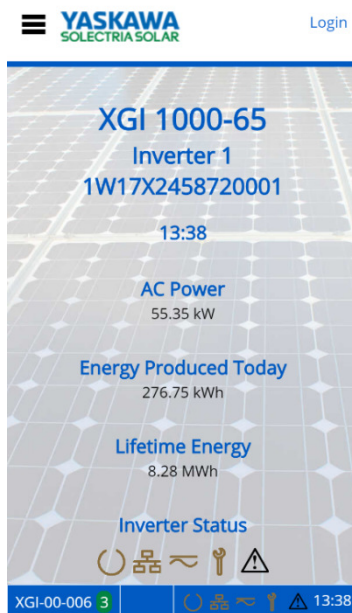 YASKAWA
SOLECTRIA SOLAR
Login
XGI 1000-65
Inverter 1
1W17X2458720001
13:38
AC Power
55.35 kW
Energy Produced Today
276.75 kWh
Lifetime Energy
8.28 MWh
Inverter Status
XGI-00-006 3 13:38